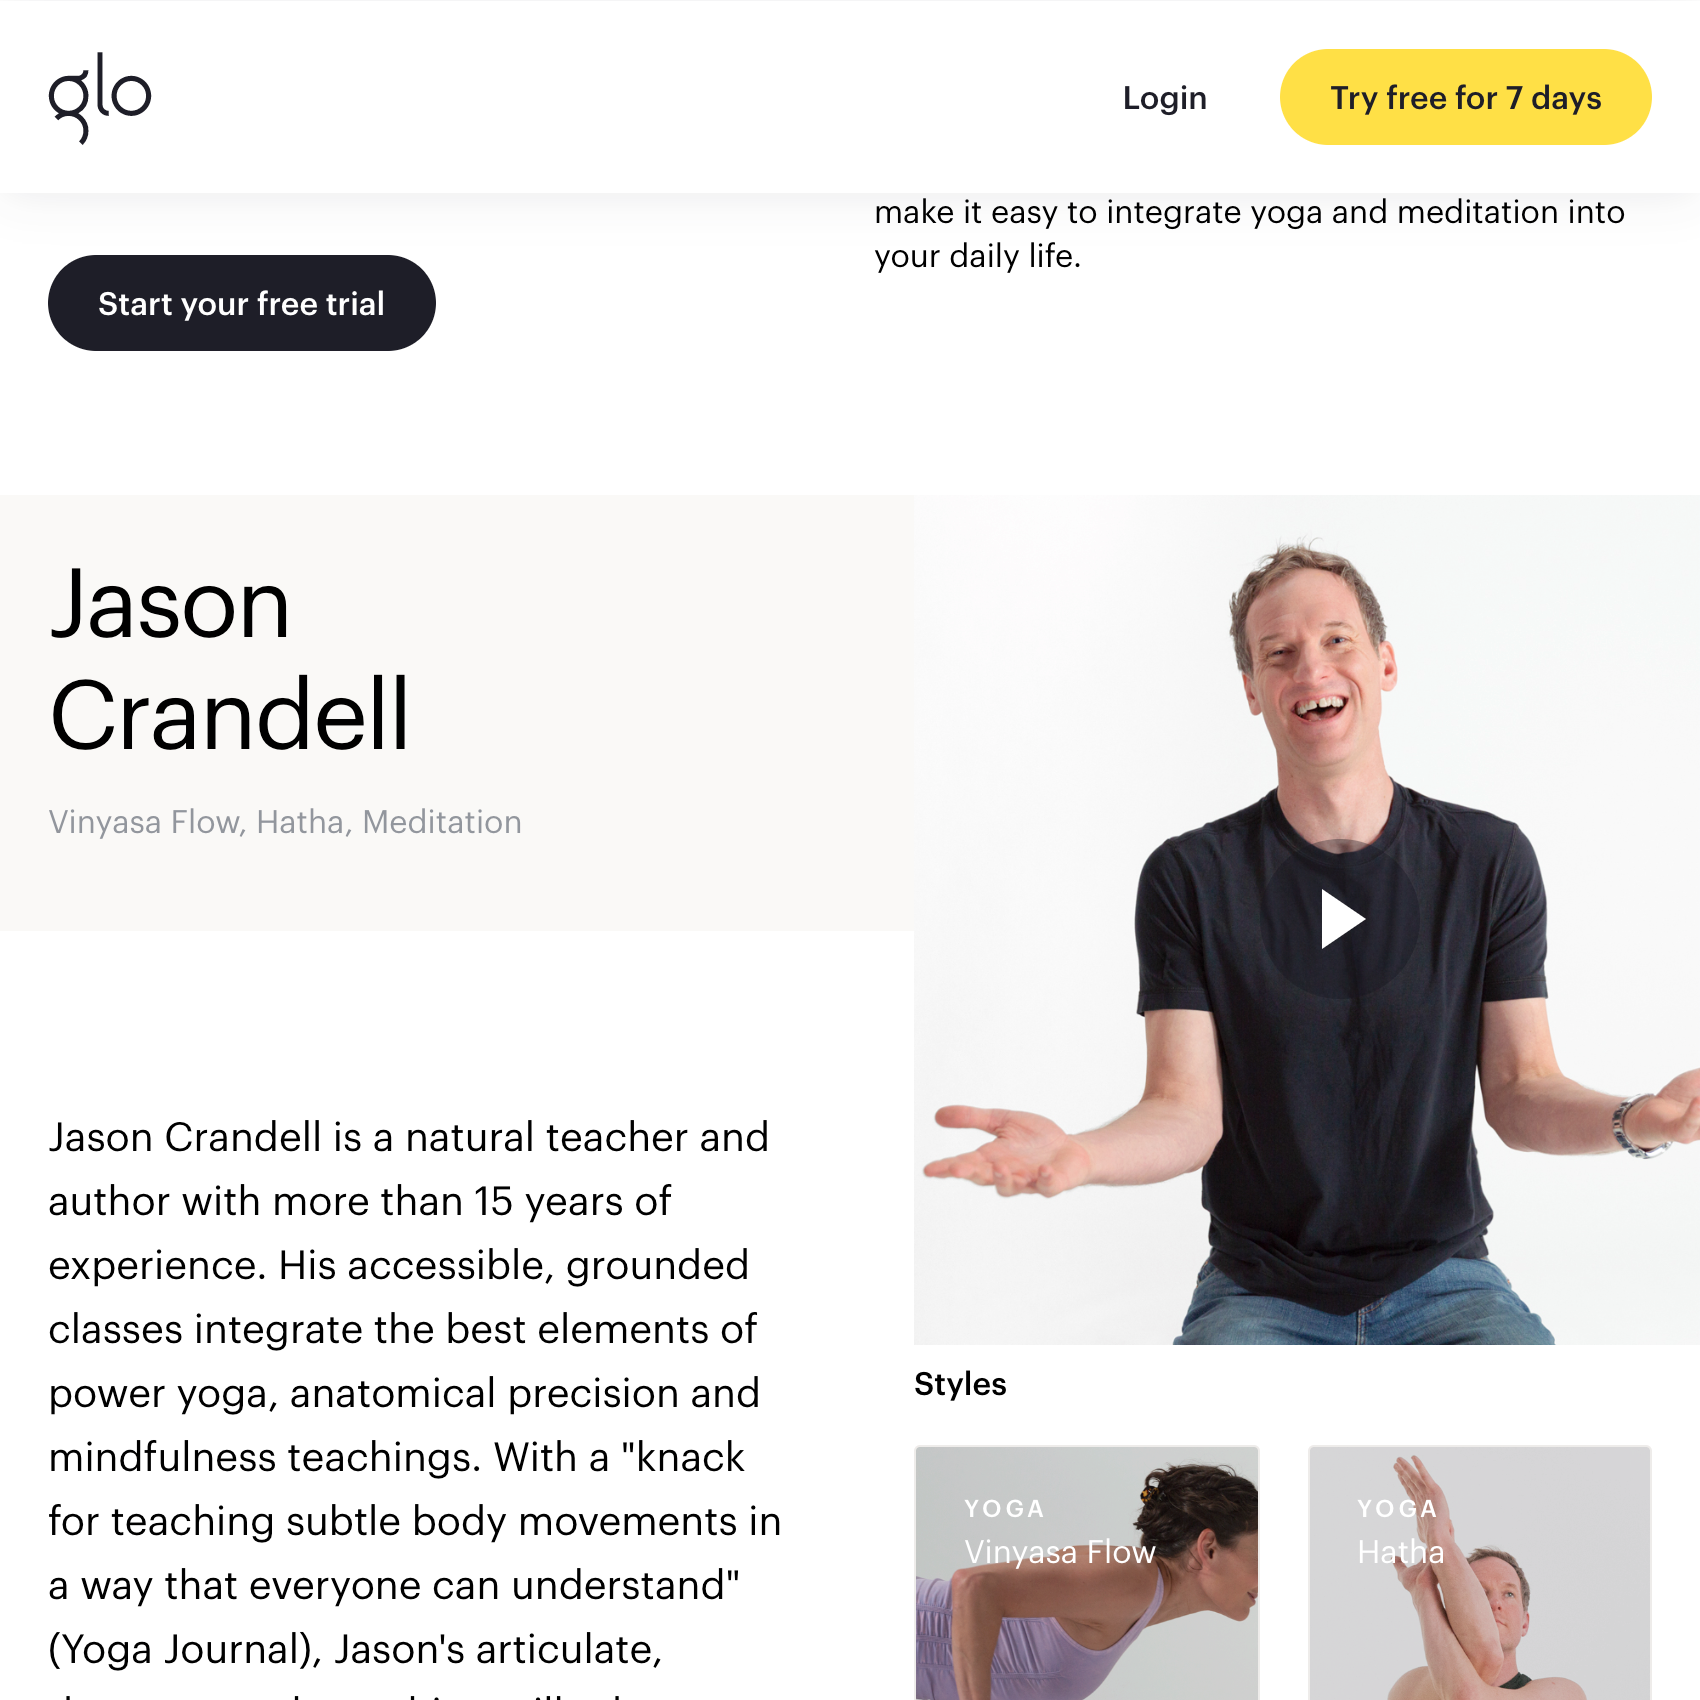 glo
Login
Try free for 7 days
make it easy to integrate yoga and meditation into
your daily life.
Start your free trial
Jason
Crandell
Vinyasa Flow, Hatha, Meditation
Jason Crandell is a natural teacher and
author with more than 15 years of
experience. His accessible, grounded
classes integrate the best elements of
power yoga, anatomical precision and
mindfulness teachings. With a "knack
for teaching subtle body movements in
a way that everyone can understand"
(Yoga Journal), Jason's articulate,
Styles
YOGA
Vinyasa Flow
YOGA
Hatha